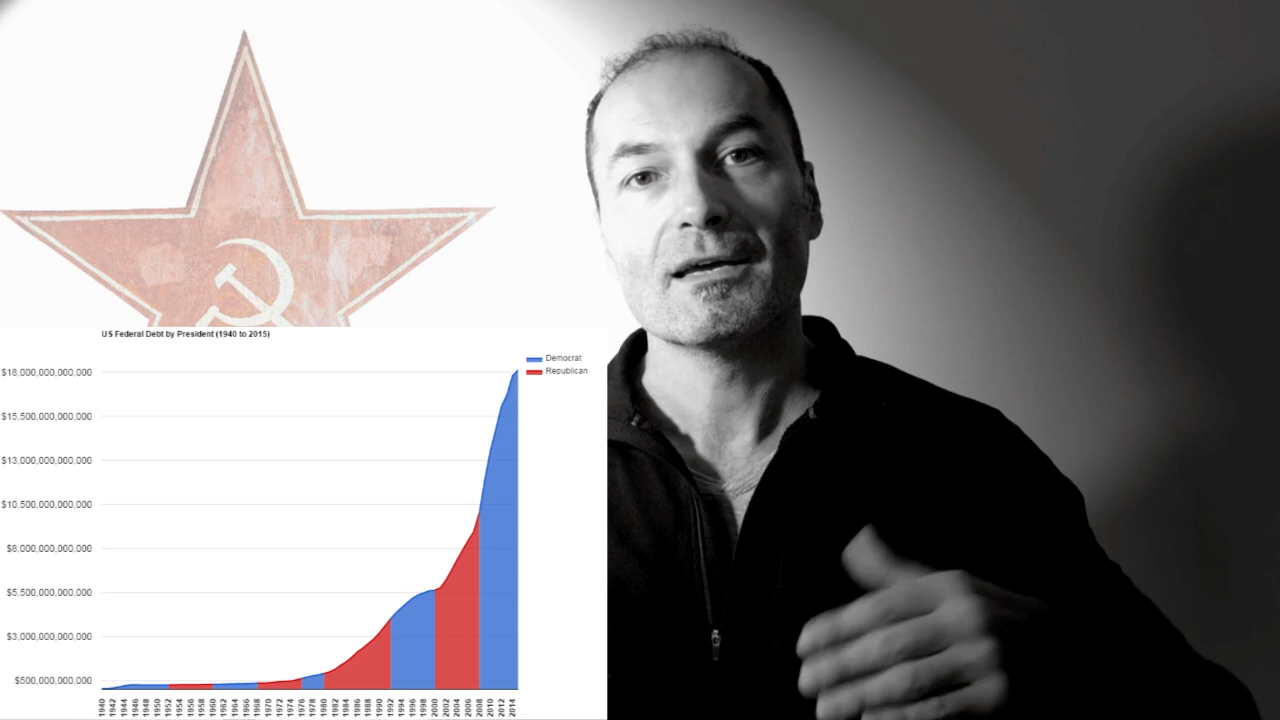 US Federal Debt by President (1940 to 2015)
Democrat
Republican
$18,000,000,000,000
$15,500,000,000,000
$13,000,000,000,000
$10,500,000,000,000
$8,000,000,000,000
$5,500,000,000,000
$3,000,000,000,000
$500,000,000,000
1940 1942 1944 1946 1948 1950 1952 1954 1956 1958 1960 1962 1964 1966 1968 1970 1972 1974 1976 1978 1980 1982 1984 1986 1988 1990 1992 1994 1996 1998 2000 2002 2004 2006 2008 2010 2012 2014